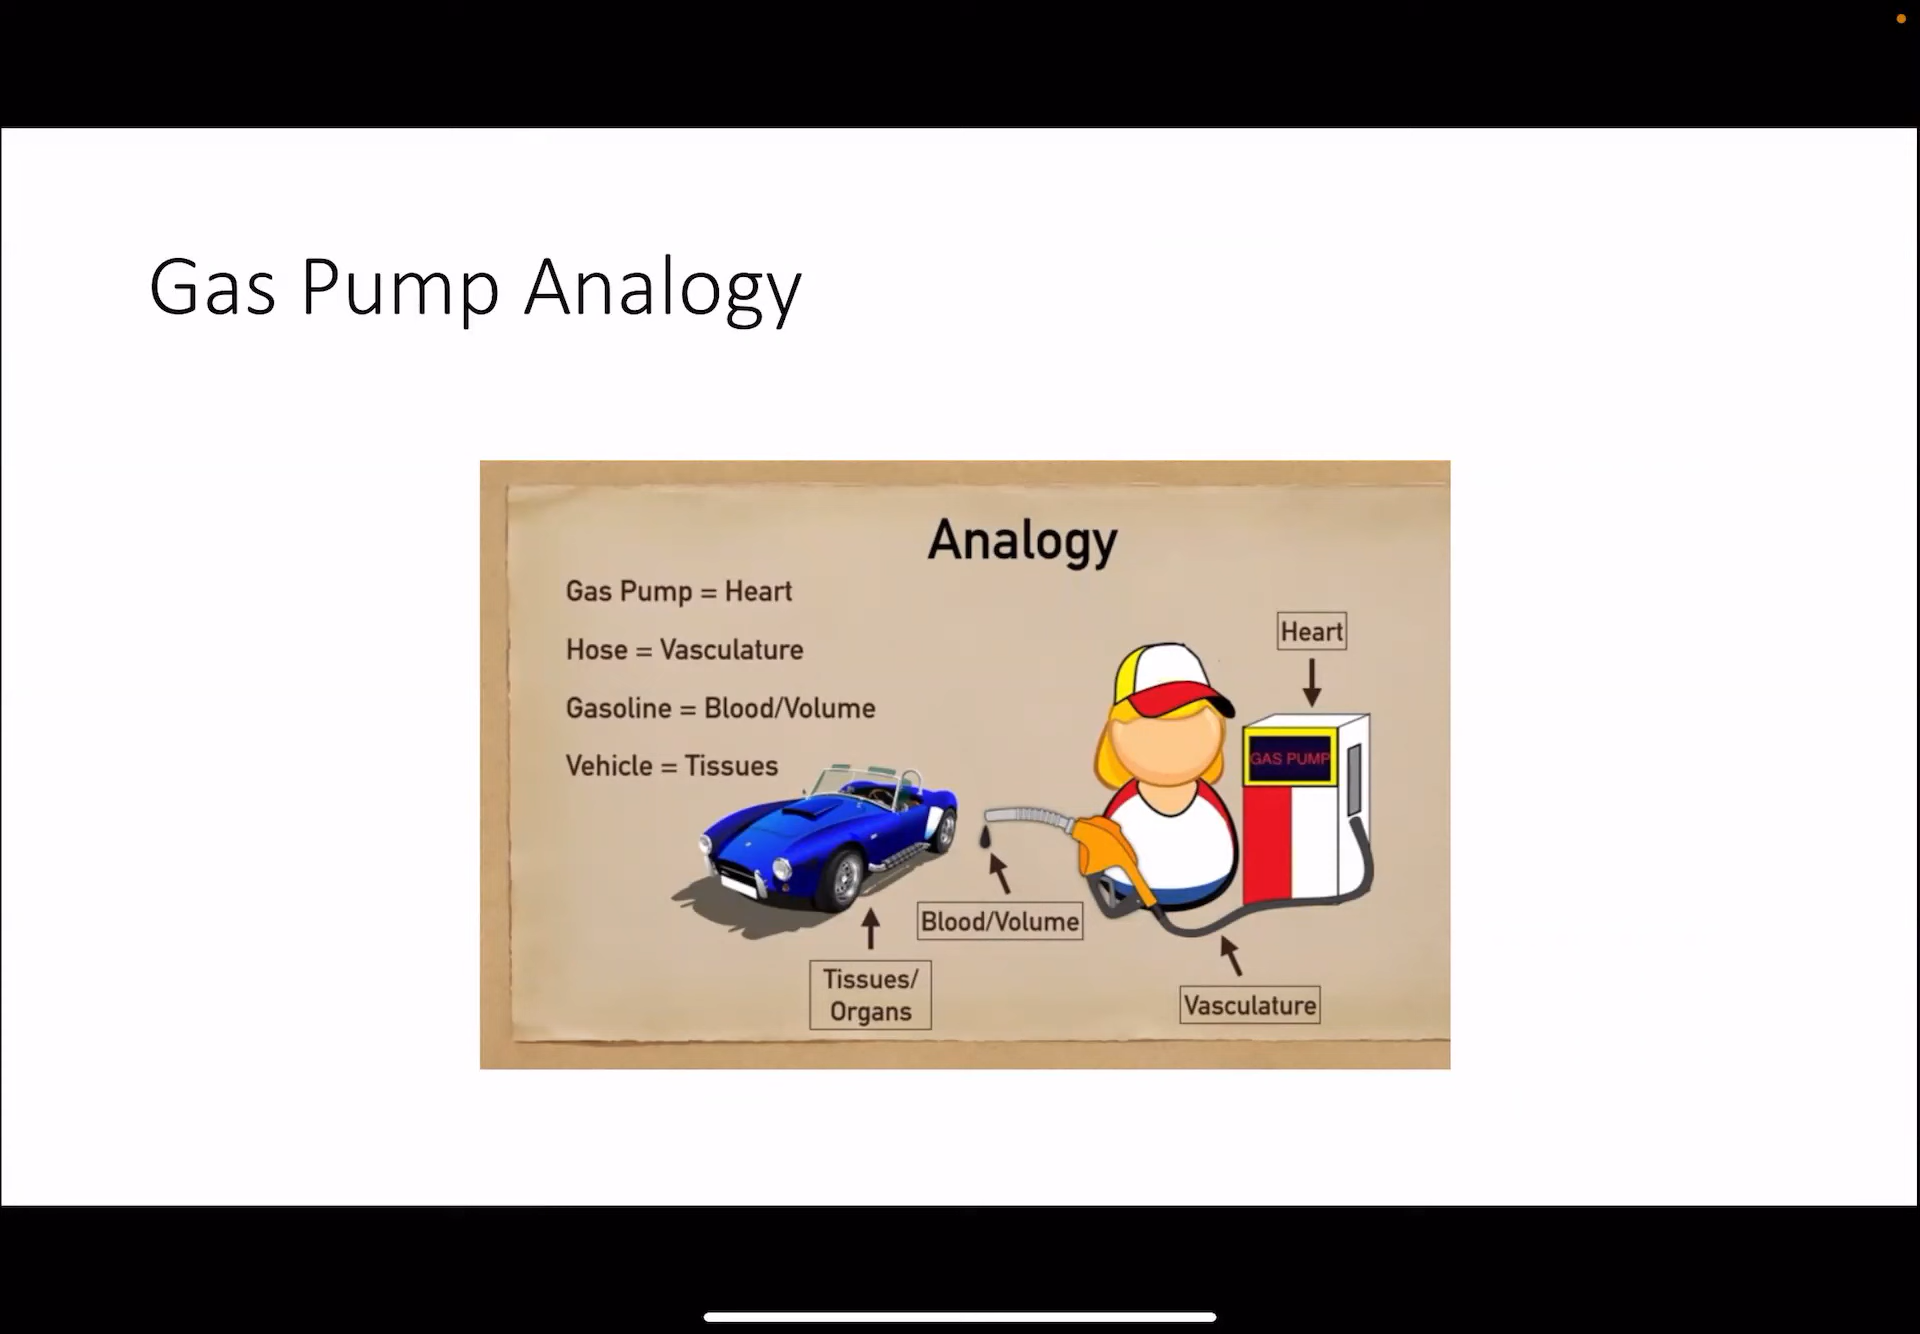 Gas Pump Analogy
Analogy
Gas Pump = Heart
Hose = Vasculature
Gasoline = Blood/Volume
Vehicle = Tissues
Heart
GAS PUMP
Blood/Volume
Tissues/
Organs
Vasculature